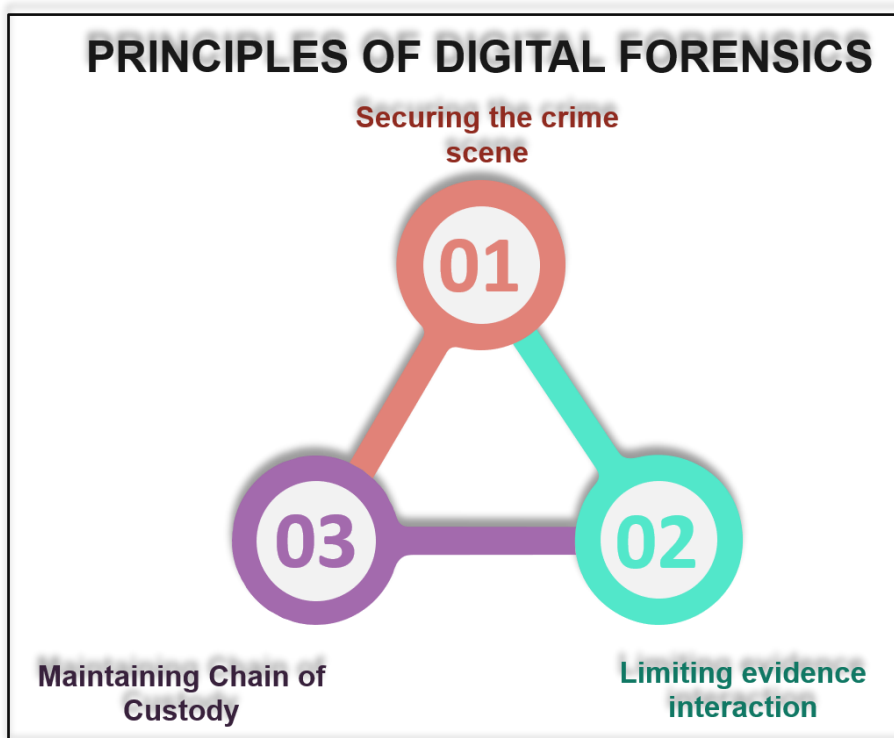 PRINCIPLES OF DIGITAL FORENSICS
Securing the crime
scene
01
03
02
Maintaining Chain of
Custody
Limiting evidence
interaction